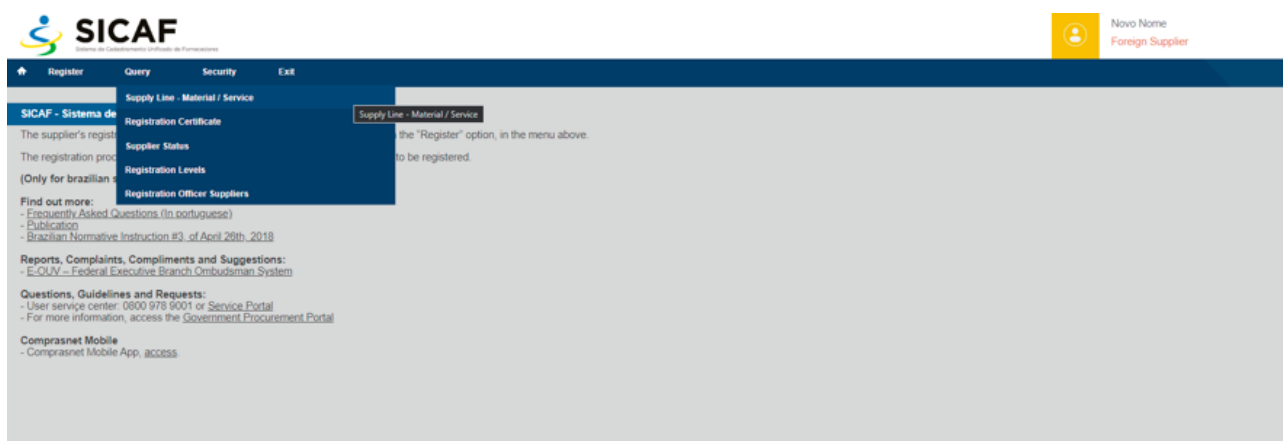 SICAF
Sistema de Cadastramento Unificado de Fornecedores
Novo Nome
Foreign Supplier
Register Query Security Exit
Supply Line - Material / Service
Registration Certificate
Supplier Status
Registration Levels
Registration Officer Suppliers
Supply Line - Material / Service
SICAF - Sistema de
The supplier's regist the "Register" option, in the menu above.
The registration proc to be registered.
(Only for brazilian s
Find out more:
- Frequently Asked Questions (In portuguese)
- Publication
- Brazilian Normative Instruction #3, of April 26th, 2018
Reports, Complaints, Compliments and Suggestions:
- E-OUV – Federal Executive Branch Ombudsman System
Questions, Guidelines and Requests:
- User service center: 0800 978 9001 or Service Portal
- For more information, access the Government Procurement Portal
Comprasnet Mobile
- Comprasnet Mobile App, access.